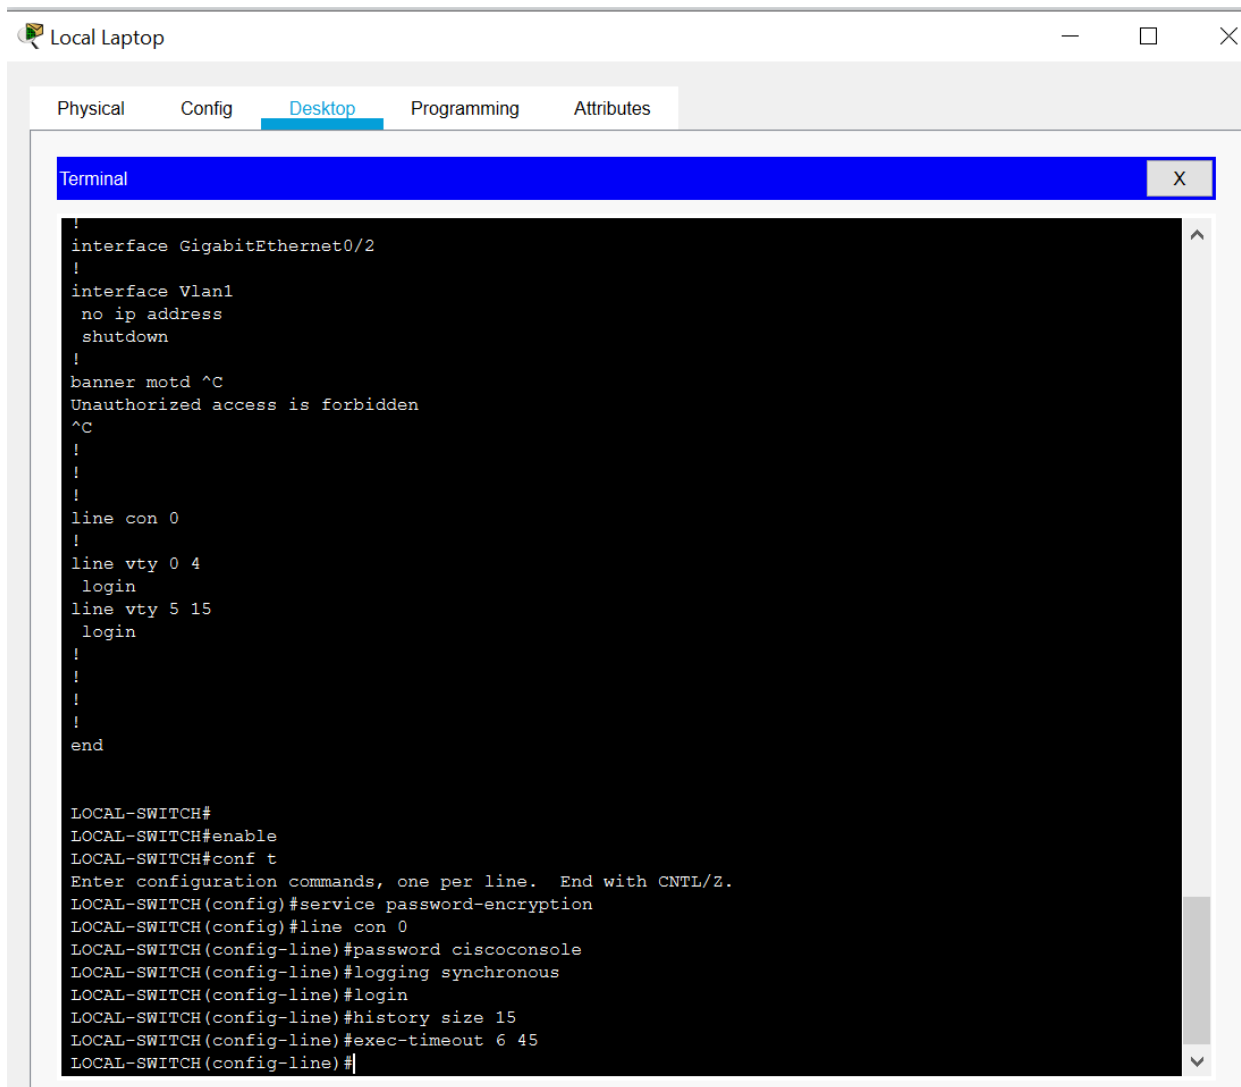 Local Laptop
Physical Config Desktop Programming Attributes
Terminal X
!
interface GigabitEthernet0/2
!
interface Vlan1
 no ip address
 shutdown
!
banner motd ^C
Unauthorized access is forbidden
^C
!
!
!
line con 0
!
line vty 0 4
 login
line vty 5 15
 login
!
!
!
!
end
LOCAL-SWITCH#
LOCAL-SWITCH#enable
LOCAL-SWITCH#conf t
Enter configuration commands, one per line.  End with CNTL/Z.
LOCAL-SWITCH(config)#service password-encryption
LOCAL-SWITCH(config)#line con 0
LOCAL-SWITCH(config-line)#password ciscoconsole
LOCAL-SWITCH(config-line)#logging synchronous
LOCAL-SWITCH(config-line)#login
LOCAL-SWITCH(config-line)#history size 15
LOCAL-SWITCH(config-line)#exec-timeout 6 45
LOCAL-SWITCH(config-line)#